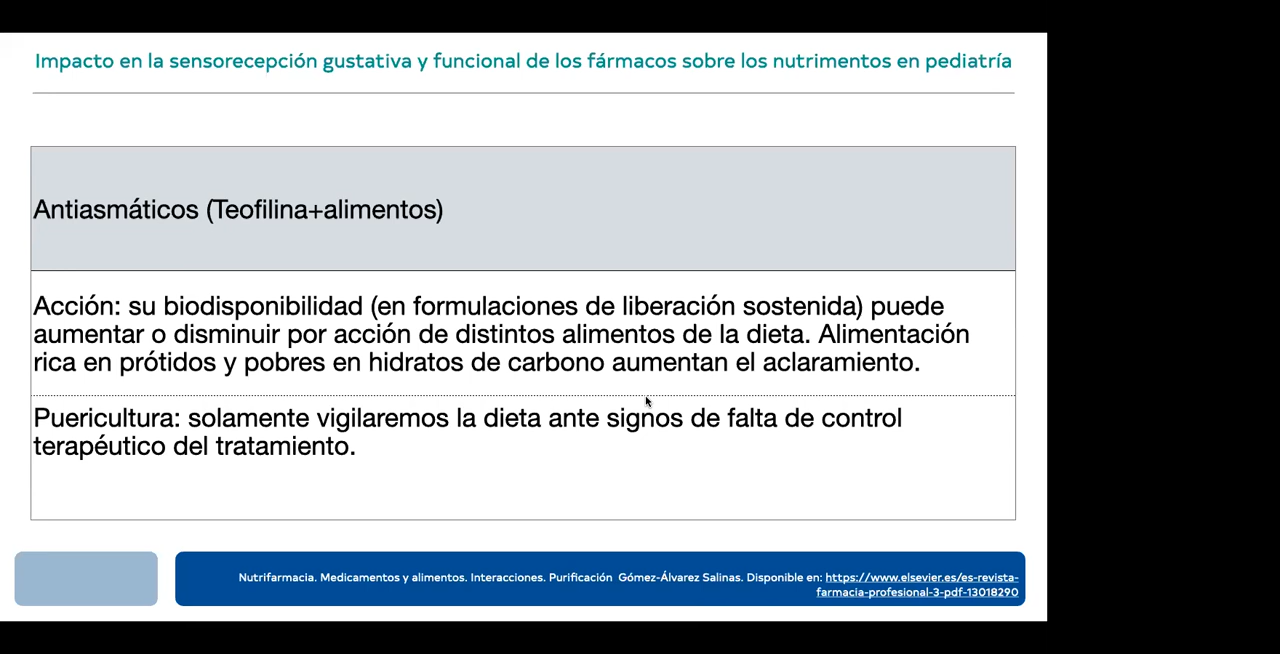 Impacto en la sensorecepción gustativa y funcional de los fármacos sobre los nutrimentos en pediatría
Antiasmáticos (Teofilina+alimentos)
Acción: su biodisponibilidad (en formulaciones de liberación sostenida) puede
aumentar o disminuir por acción de distintos alimentos de la dieta. Alimentación
rica en prótidos y pobres en hidratos de carbono aumentan el aclaramiento.
Puericultura: solamente vigilaremos la dieta ante signos de falta de control
terapéutico del tratamiento.
Nutrifarmacia. Medicamentos y alimentos. Interacciones. Purificación Gómez-Álvarez Salinas. Disponible en: https://www.elsevier.es/es-revista-
farmacia-profesional-3-pdf-13018290